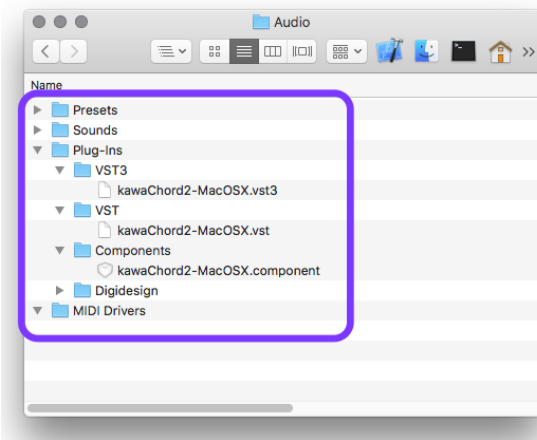 Audio
Name
Presets
Sounds
Plug-Ins
VST3
kawaChord2-MacOSX.vst3
VST
kawaChord2-MacOSX.vst
Components
kawaChord2-MacOSX.component
Digidesign
MIDI Drivers